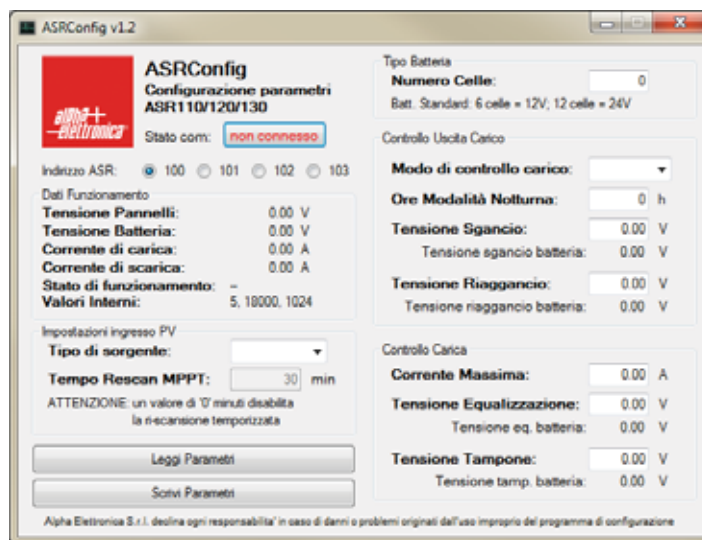 ASRConfig v1.2
alpha+
elettronica
ASRConfig
Configurazione parametri
ASR110/120/130
Stato com: non connesso
Indirizzo ASR: 100 101 102 103
Dati Funzionamento
Tensione Pannelli: 0.00 V
Tensione Batteria: 0.00 V
Corrente di carica: 0.00 A
Corrente di scarica: 0.00 A
Stato di funzionamento: –
Valori Interni: 5, 18000, 1024
Impostazioni ingresso PV
Tipo di sorgente:
Tempo Rescan MPPT: 30 min
ATTENZIONE: un valore di '0' minuti disabilita
la ri-scansione temporizzata
Leggi Parametri
Scrivi Parametri
Tipo Batteria
Numero Celle: 0
Batt. Standard: 6 celle = 12V; 12 celle = 24V
Controllo Uscita Carico
Modo di controllo carico:
Ore Modalità Notturna: 0 h
Tensione Sgancio: 0.00 V
Tensione sgancio batteria: 0.00 V
Tensione Riaggancio: 0.00 V
Tensione riaggancio batteria: 0.00 V
Controllo Carica
Corrente Massima: 0.00 A
Tensione Equalizzazione: 0.00 V
Tensione eq. batteria: 0.00 V
Tensione Tampone: 0.00 V
Tensione tamp. batteria: 0.00 V
Alpha Elettronica S.r.l. declina ogni responsabilita' in caso di danni o problemi originati dall'uso improprio del programma di configurazione